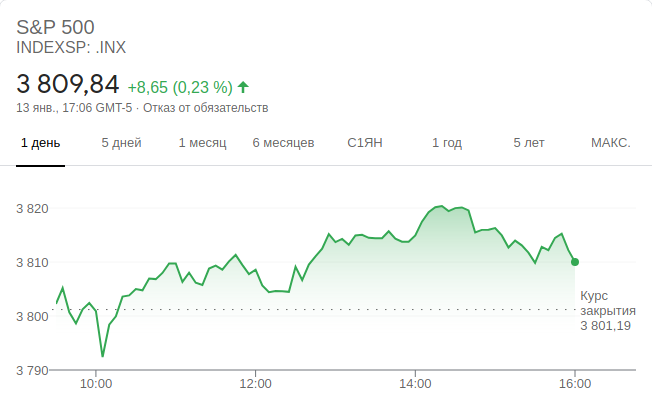 S&P 500
INDEXSP: .INX
3 809,84 +8,65 (0,23 %)
13 янв., 17:06 GMT-5 · Отказ от обязательств
1 день 5 дней 1 месяц 6 месяцев С1ЯН 1 год 5 лет МАКС.
3 820
3 810
3 800
3 790
Курс
закрытия
3 801,19
10:00 12:00 14:00 16:00